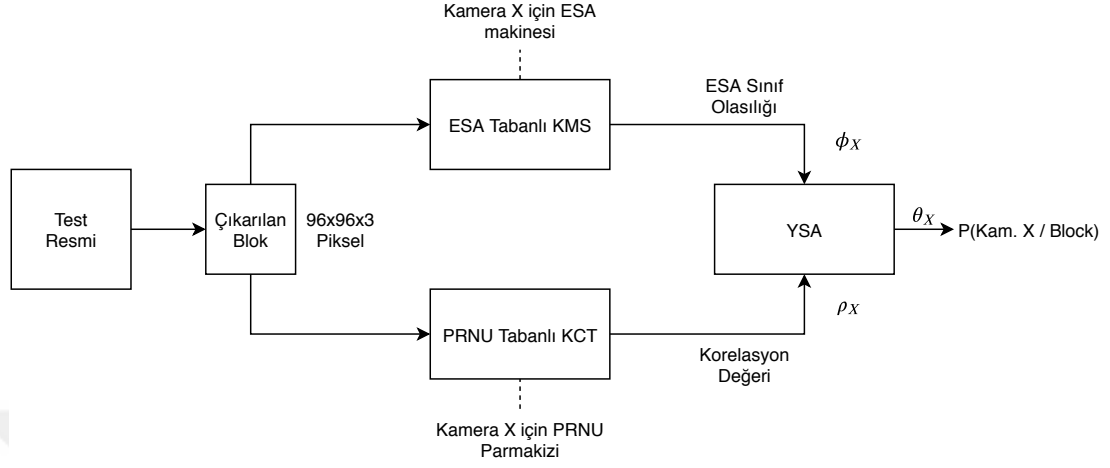 Kamera X için ESA
makinesi
ESA Tabanlı KMS
ESA Sınıf
Olasılığı
ϕX
Test
Resmi
Çıkarılan
Blok
96x96x3
Piksel
YSA
θX
P(Kam. X / Block)
PRNU Tabanlı KCT
ρX
Korelasyon
Değeri
Kamera X için PRNU
Parmakizi